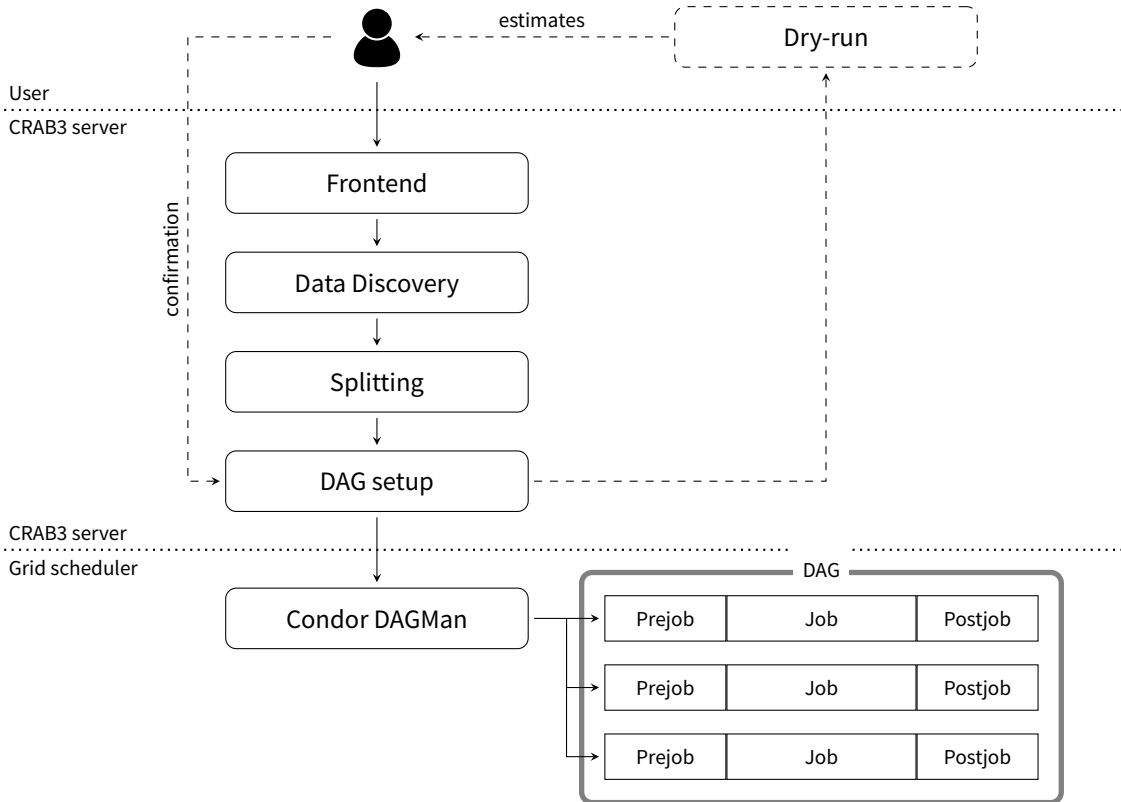 estimates
Dry-run
User
CRAB3 server
Frontend
confirmation
Data Discovery
Splitting
DAG setup
CRAB3 server
Grid scheduler
DAG
Condor DAGMan
Prejob Job Postjob
Prejob Job Postjob
Prejob Job Postjob